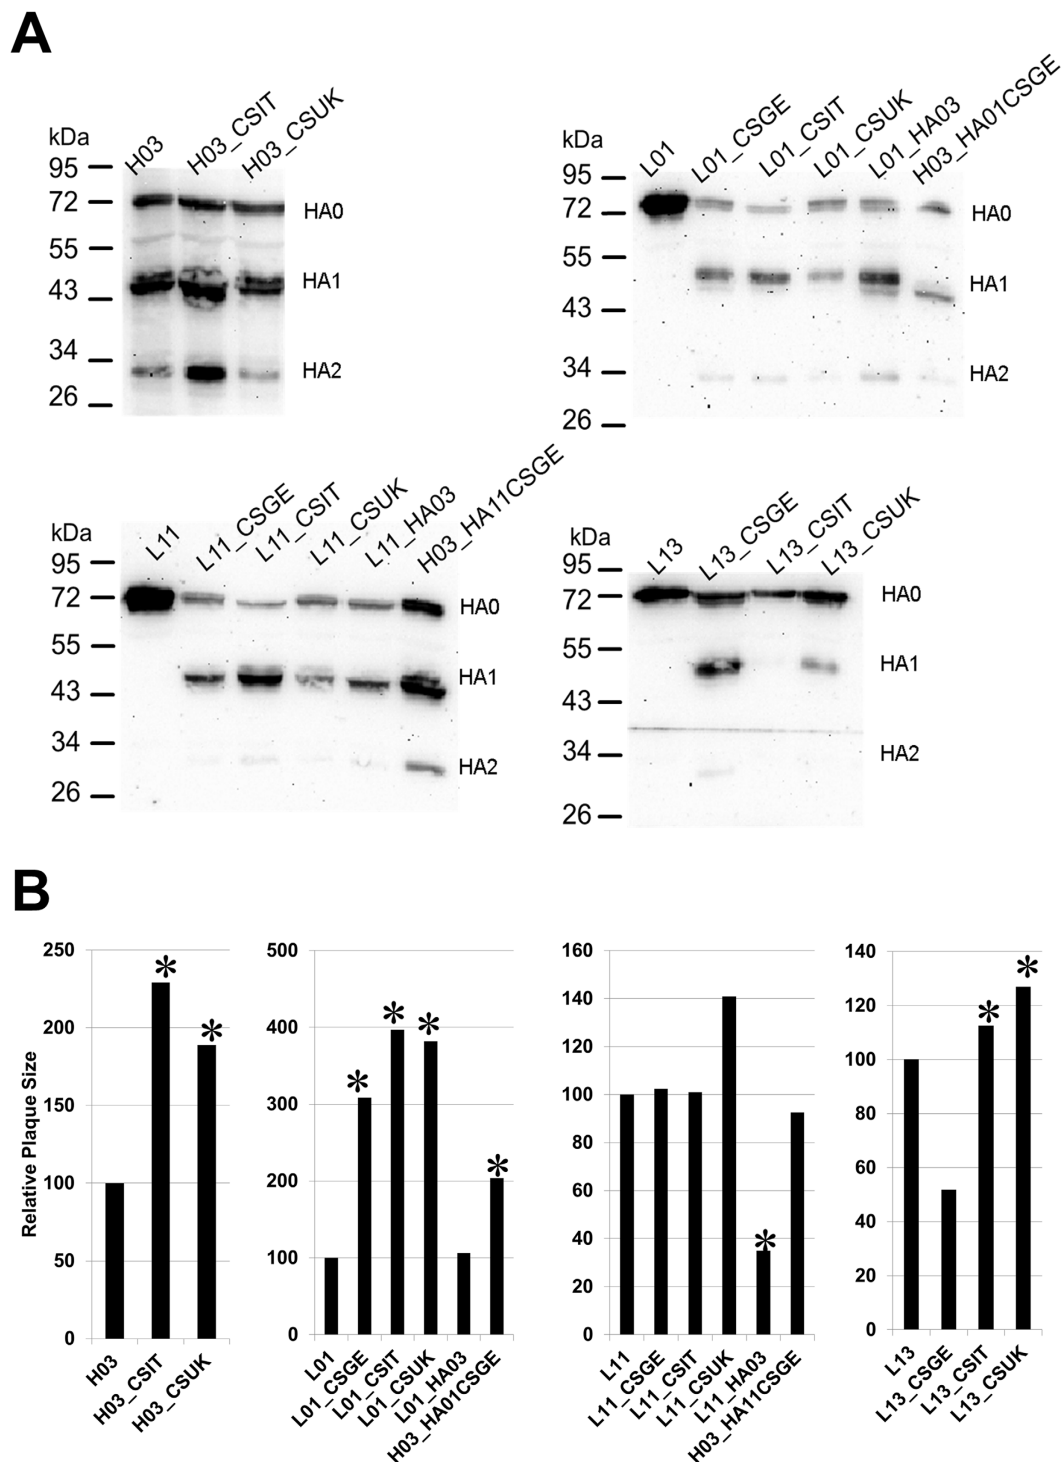 A
kDa
95
72
55
43
34
26
H03
H03_CSIT
H03_CSUK
HA0
HA1
HA2
kDa
95
72
55
43
34
26
L01
L01_CSGE
L01_CSIT
L01_CSUK
L01_HA03
H03_HA01CSGE
HA0
HA1
HA2
kDa
95
72
55
43
34
26
L11
L11_CSGE
L11_CSIT
L11_CSUK
L11_HA03
H03_HA11CSGE
HA0
HA1
HA2
kDa
95
72
55
43
34
26
L13
L13_CSGE
L13_CSIT
L13_CSUK
HA0
HA1
HA2
B
Relative Plaque Size
250
200
150
100
50
0
*
*
H03
H03_CSIT
H03_CSUK
500
400
300
200
100
0
*
*
*
*
L01
L01_CSGE
L01_CSIT
L01_CSUK
L01_HA03
H03_HA01CSGE
160
140
120
100
80
60
40
20
0
*
L11
L11_CSGE
L11_CSIT
L11_CSUK
L11_HA03
H03_HA11CSGE
140
120
100
80
60
40
20
0
*
*
L13
L13_CSGE
L13_CSIT
L13_CSUK